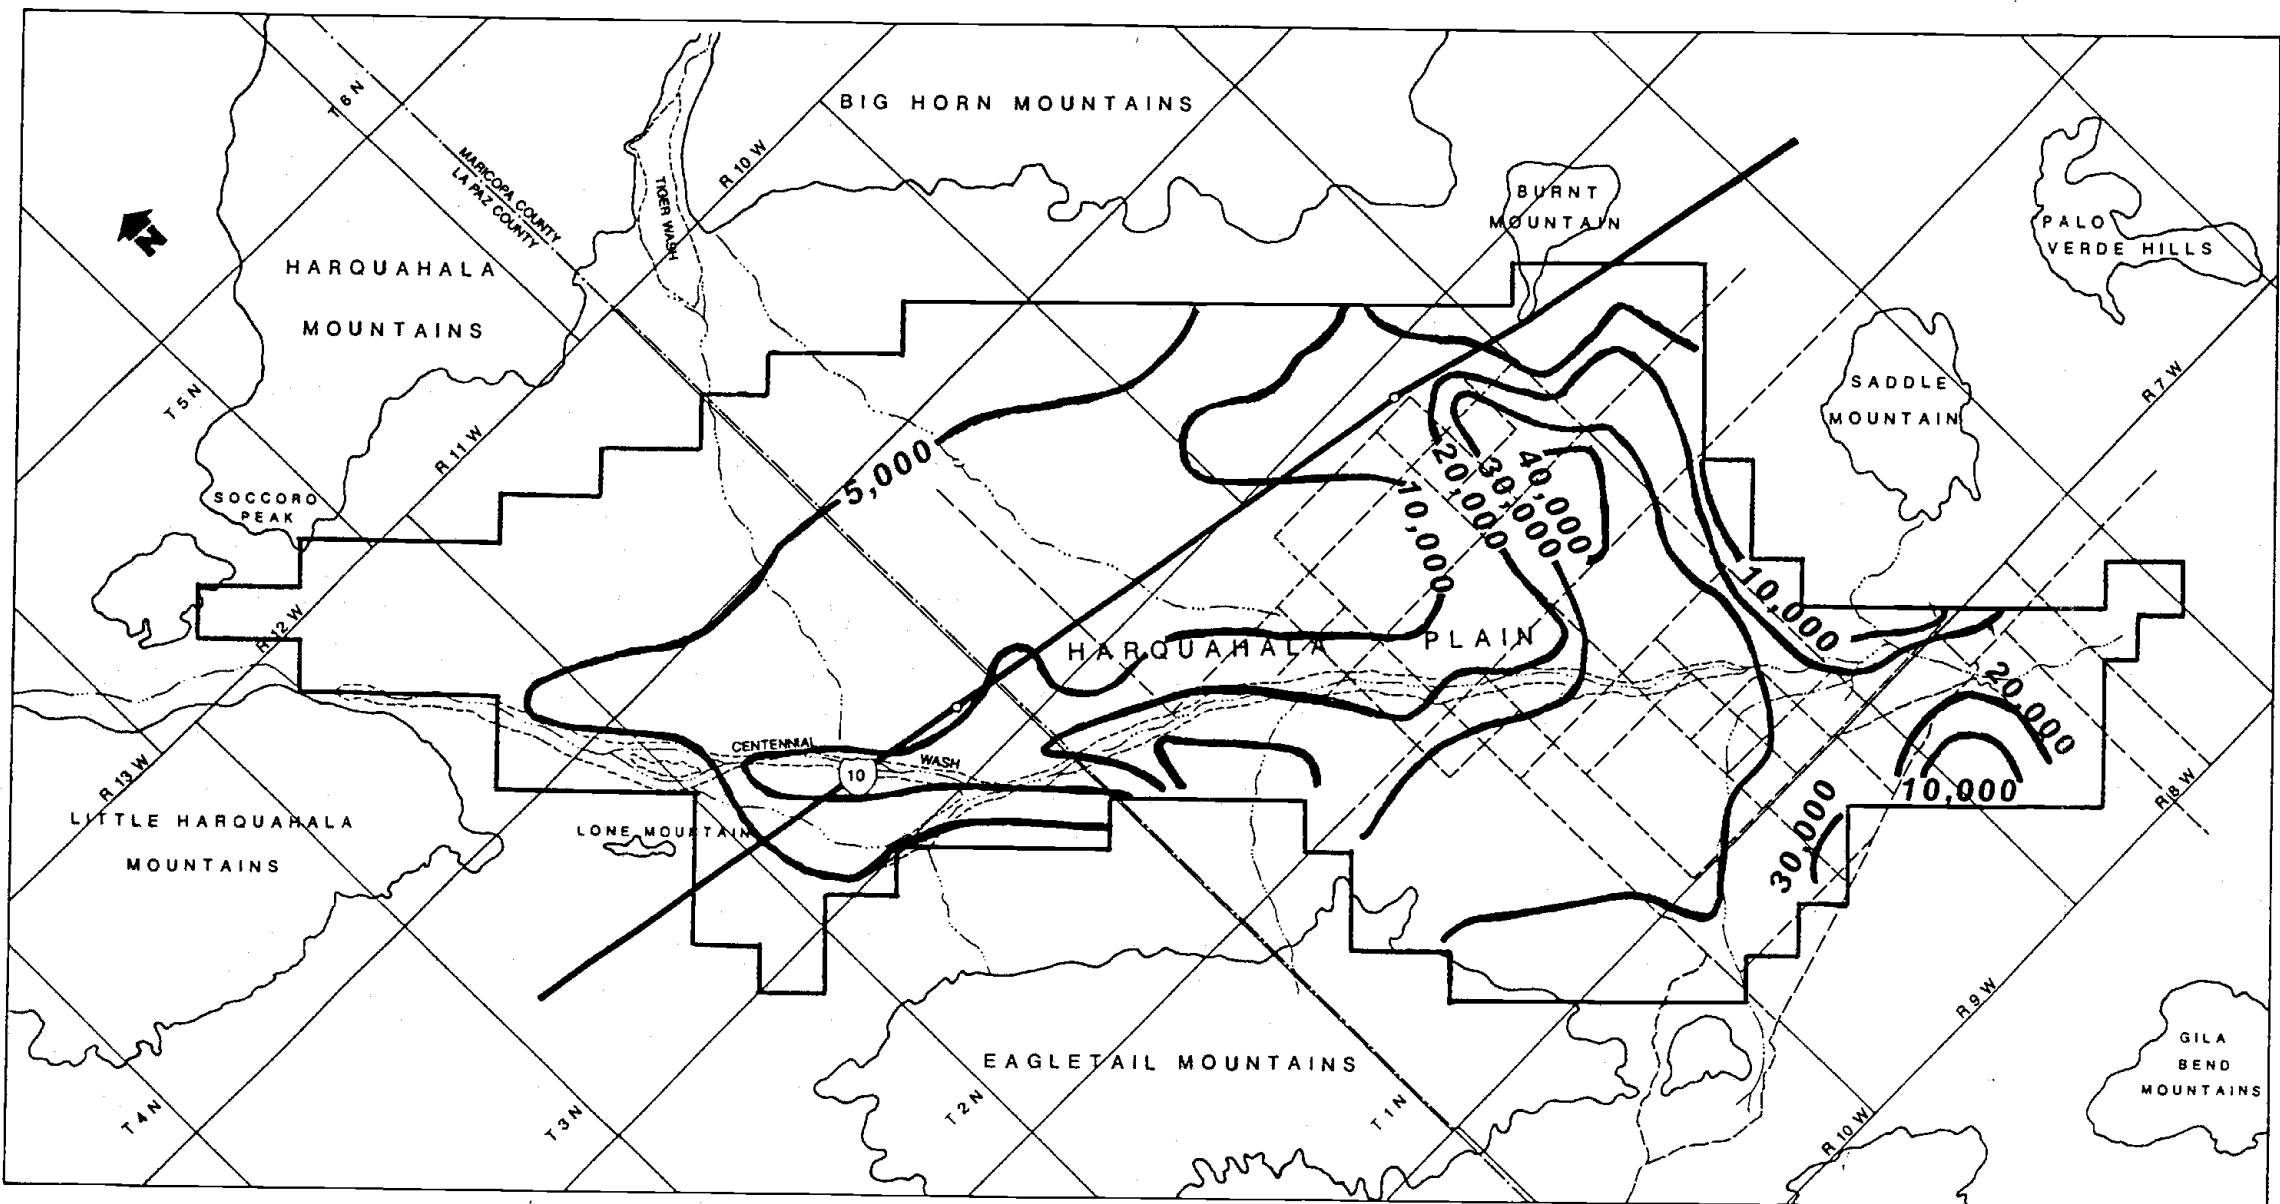 BIG HORN MOUNTAINS
T 6 N
MARICOPA COUNTY
LA PAZ COUNTY
R 10 W
TIGER WASH
BURNT
MOUNTAIN
PALO
VERDE HILLS
N
HARQUAHALA
MOUNTAINS
SADDLE
MOUNTAIN
R 7 W
T 5 N
R 11 W
5,000
SOCCORO
PEAK
40,000
30,000
20,000
10,000
10,000
R 12 W
HARQUAHALA PLAIN
20,000
CENTENNIAL
WASH
10
R 13 W
10,000
R 8 W
30,000
LITTLE HARQUAHALA
MOUNTAINS
LONE MOUNTAIN
R 9 W
EAGLETAIL MOUNTAINS
GILA
BEND
MOUNTAINS
T 4 N
T 3 N
T 2 N
T 1 N
R 10 W